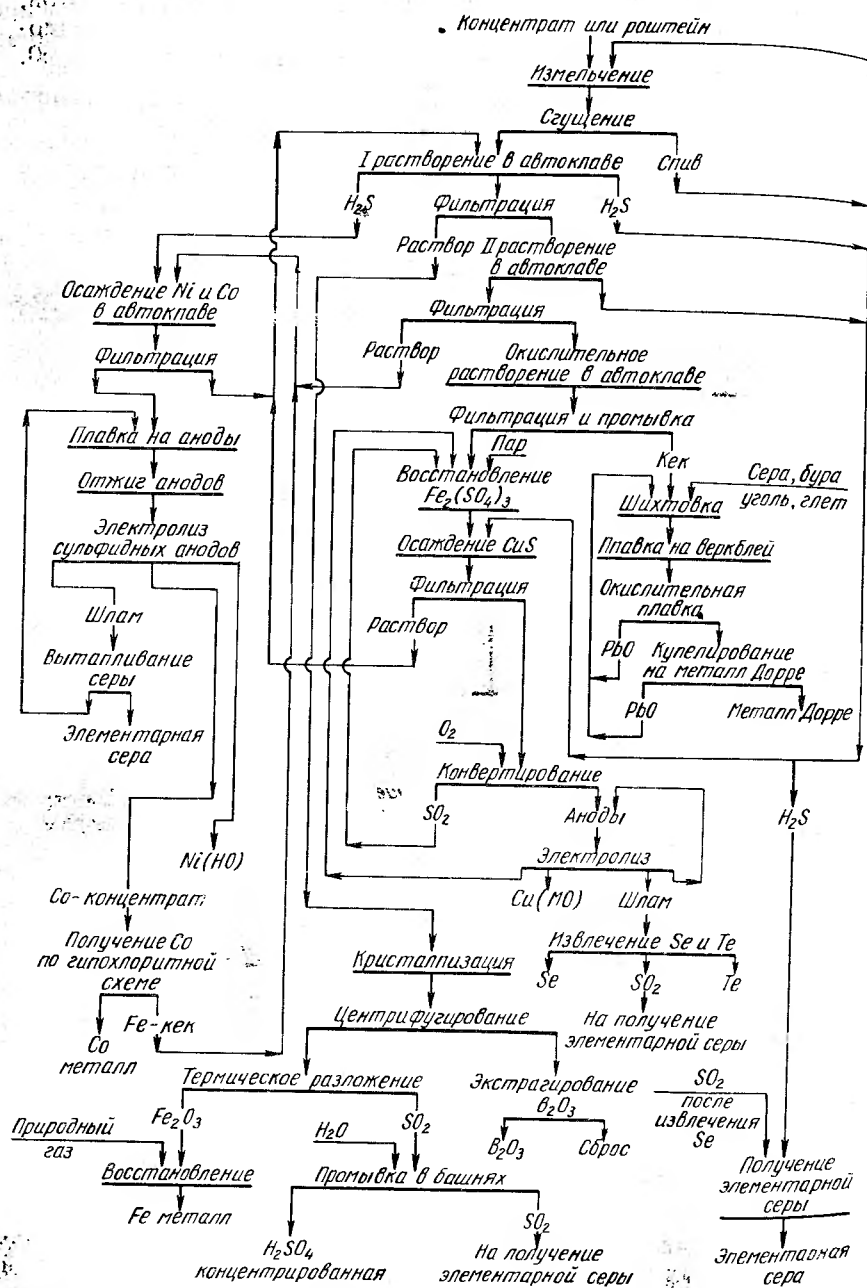 Концентрат или роштейн
Измельчение
Сгущение
I растворение в автоклаве
Слив
H₂S
Фильтрация
H₂S
Раствор
II растворение
в автоклаве
Осаждение Ni и Co
в автоклаве
Фильтрация
Раствор
Окислительное
растворение в автоклаве
Фильтрация
Фильтрация и промывка
Плавка на аноды
Пар
Кек
Сера, бура
уголь, глет
Восстановление
Fe₂(SO₄)₃
Шихтовка
Отжиг анодов
Электролиз
сульфидных анодов
Осаждение CuS
Плавка на веркблей
Фильтрация
Окислительная
плавка
Шлам
Раствор
PbO
Купелирование
на металл Дорре
Вытапливание
серы
PbO
Металл Дорре
Элементарная
сера
O₂
Конвертирование
SO₂
Аноды
H₂S
Ni(HO)
Электролиз
Cu(МО)
Шлам
Co-концентрат
Получение Co
по гипохлоритной
схеме
Извлечение Se и Te
Кристаллизация
Se
SO₂
Te
Fe-кек
Co
металл
Центрифугирование
На получение
элементарной серы
Термическое разложение
Экстрагирование
B₂O₃
SO₂
после
извлечения
Se
Fe₂O₃
SO₂
Природный
газ
H₂O
B₂O₃
Сброс
Восстановление
Промывка в башнях
Получение
элементарной
серы
Fe металл
SO₂
H₂SO₄
концентрированная
На получение
элементарной серы
Элементарная
сера